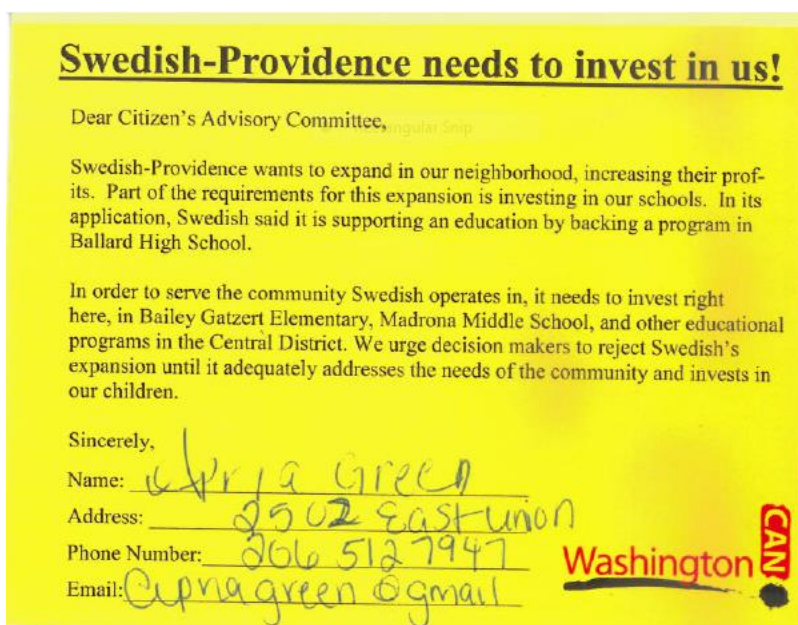 Swedish-Providence needs to invest in us!
Dear Citizen's Advisory Committee,
Rectangular Snip
Swedish-Providence wants to expand in our neighborhood, increasing their prof-
its. Part of the requirements for this expansion is investing in our schools. In its
application, Swedish said it is supporting an education by backing a program in
Ballard High School.
In order to serve the community Swedish operates in, it needs to invest right
here, in Bailey Gatzert Elementary, Madrona Middle School, and other educational
programs in the Central District. We urge decision makers to reject Swedish's
expansion until it adequately addresses the needs of the community and invests in
our children.
Sincerely,
Name: Green
Address: 2502 East union
Phone Number: 206 512 7947
Email: @gmail
Washington CAN